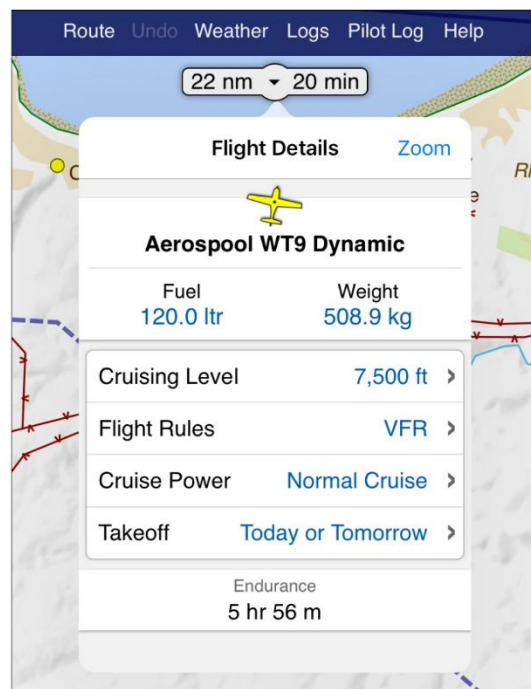 Route Undo Weather Logs Pilot Log Help
22 nm 20 min
Flight Details Zoom
Aerospool WT9 Dynamic
Fuel Weight
120.0 ltr 508.9 kg
Cruising Level 7,500 ft
Flight Rules VFR
Cruise Power Normal Cruise
Takeoff Today or Tomorrow
Endurance
5 hr 56 m